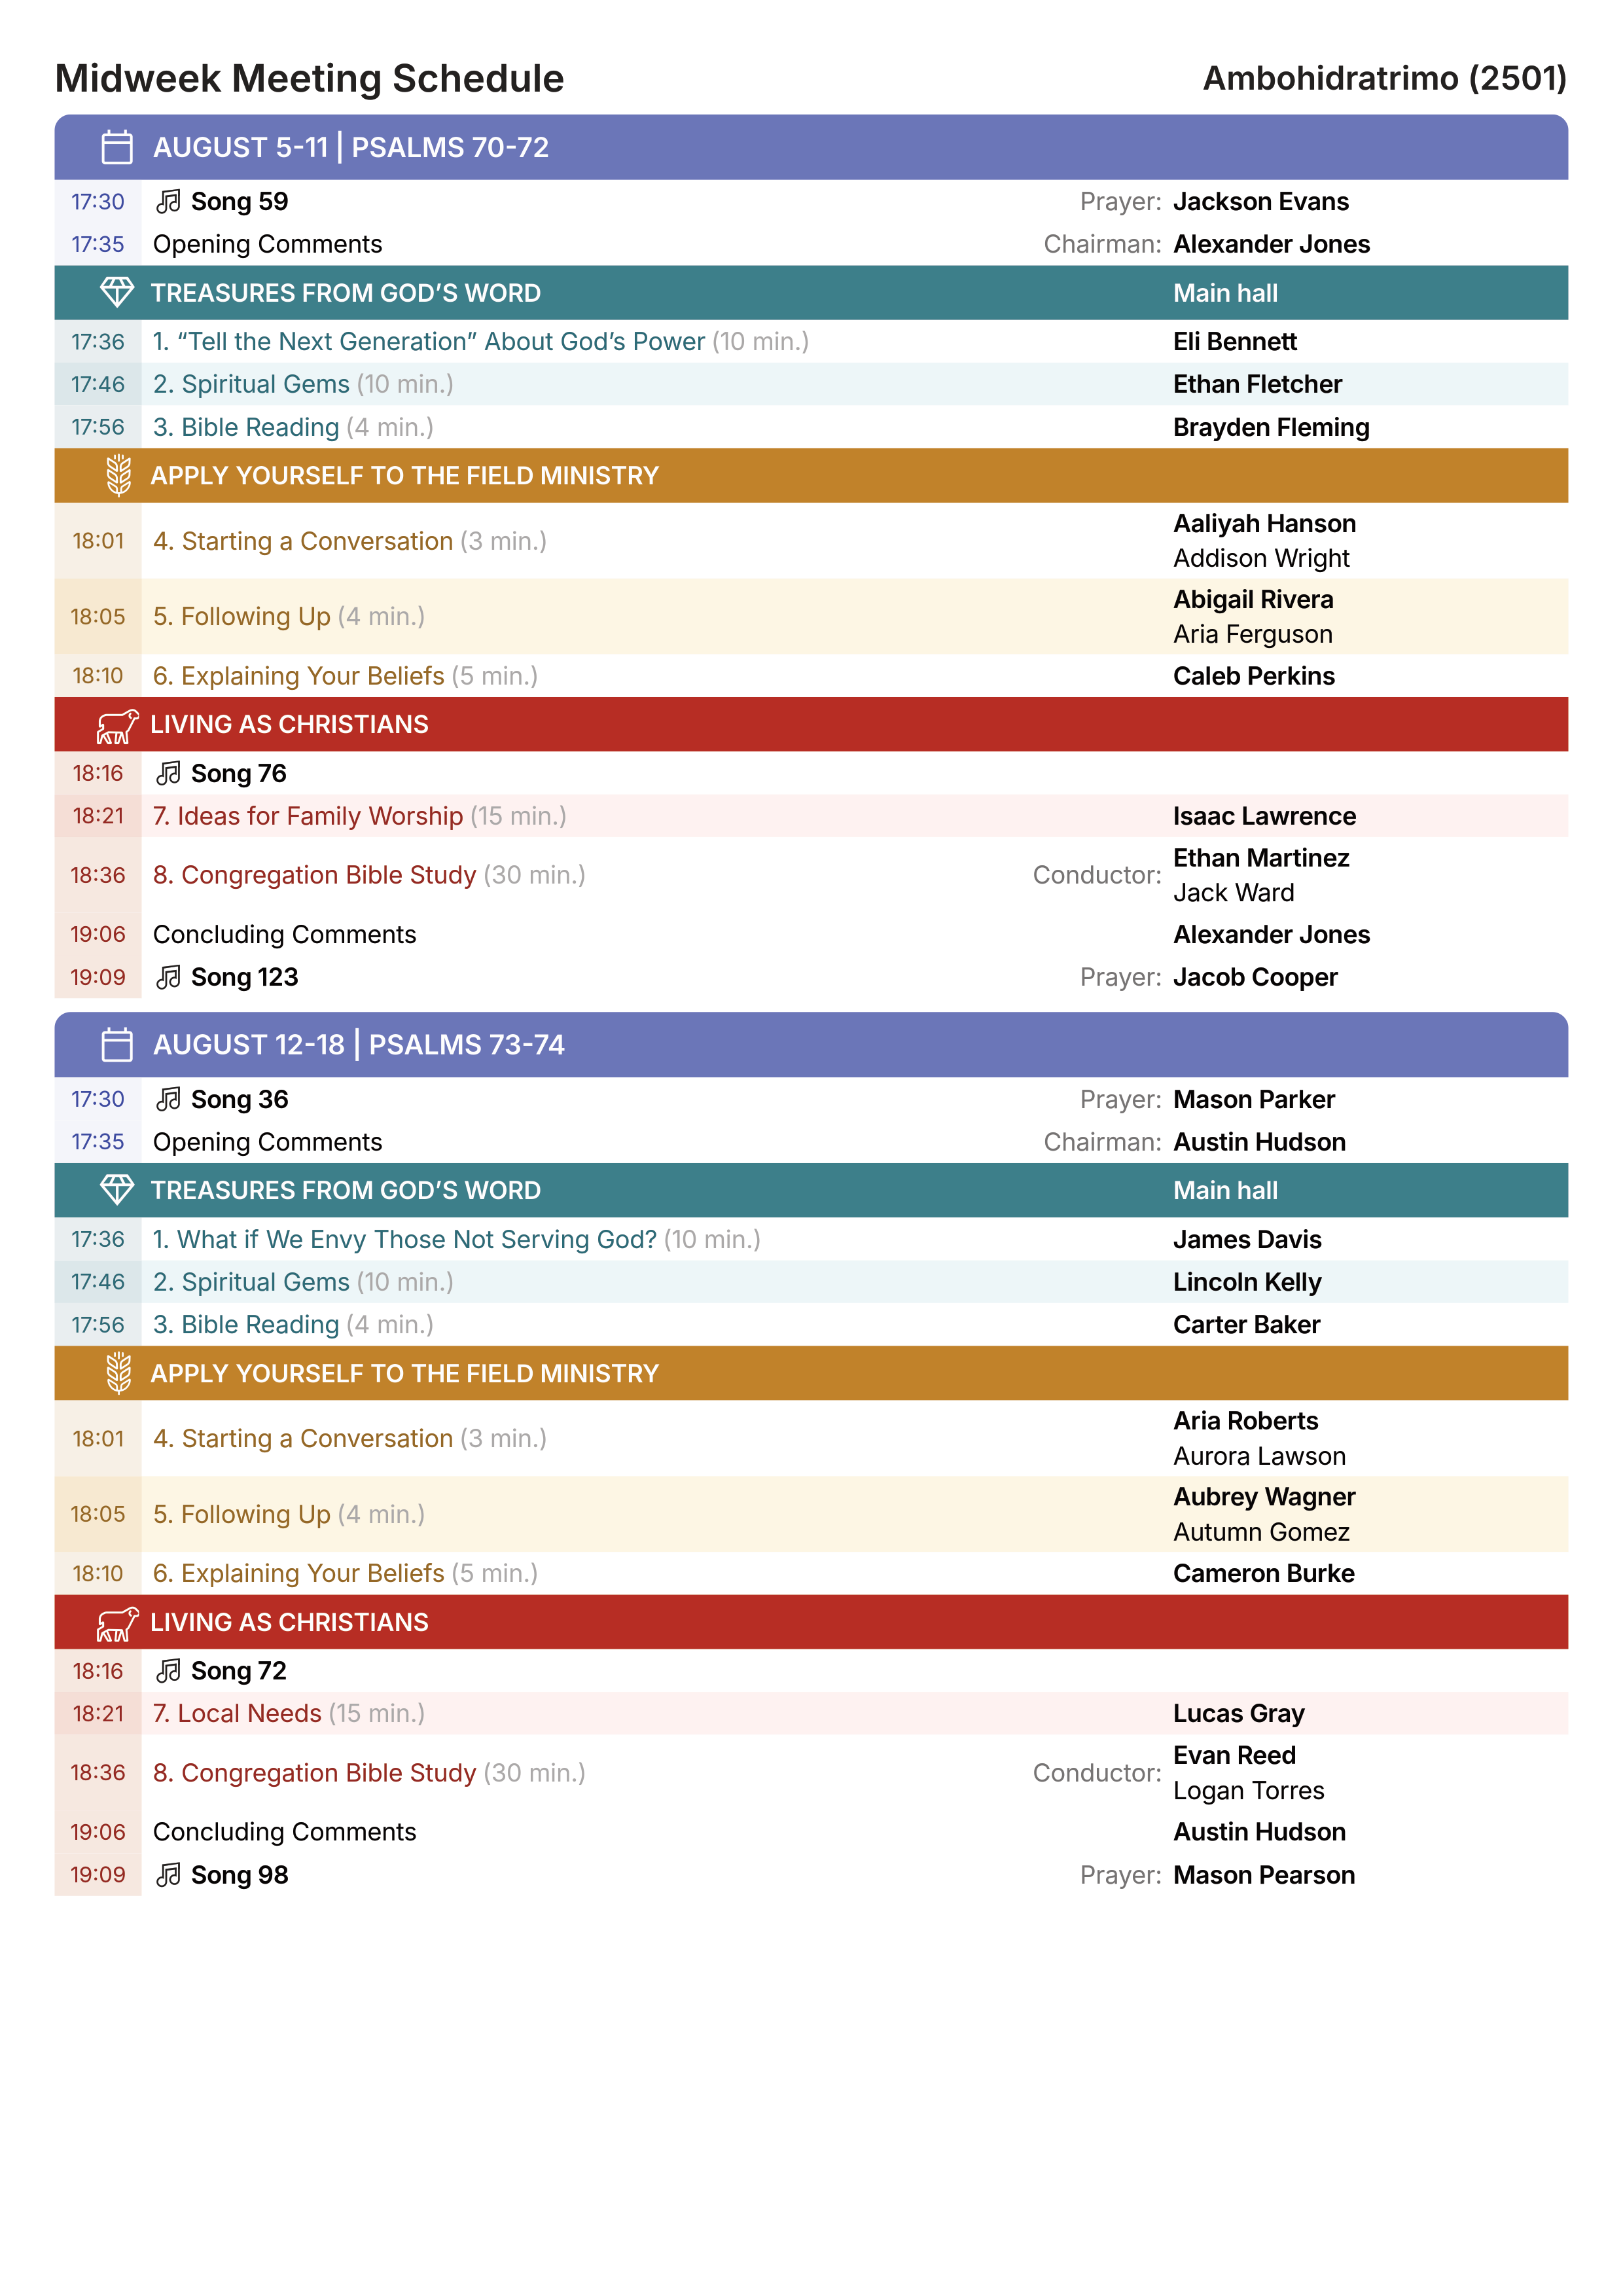 Midweek Meeting Schedule Ambohidratrimo (2501)
AUGUST 5-11 | PSALMS 70-72
17:30 Song 59 Prayer: Jackson Evans
17:35 Opening Comments Chairman: Alexander Jones
TREASURES FROM GOD’S WORD Main hall
17:36 1. “Tell the Next Generation” About God’s Power (10 min.) Eli Bennett
17:46 2. Spiritual Gems (10 min.) Ethan Fletcher
17:56 3. Bible Reading (4 min.) Brayden Fleming
APPLY YOURSELF TO THE FIELD MINISTRY
18:01 4. Starting a Conversation (3 min.) Aaliyah Hanson
Addison Wright
18:05 5. Following Up (4 min.) Abigail Rivera
Aria Ferguson
18:10 6. Explaining Your Beliefs (5 min.) Caleb Perkins
LIVING AS CHRISTIANS
18:16 Song 76
18:21 7. Ideas for Family Worship (15 min.) Isaac Lawrence
18:36 8. Congregation Bible Study (30 min.) Conductor: Ethan Martinez
Jack Ward
19:06 Concluding Comments Alexander Jones
19:09 Song 123 Prayer: Jacob Cooper
AUGUST 12-18 | PSALMS 73-74
17:30 Song 36 Prayer: Mason Parker
17:35 Opening Comments Chairman: Austin Hudson
TREASURES FROM GOD’S WORD Main hall
17:36 1. What if We Envy Those Not Serving God? (10 min.) James Davis
17:46 2. Spiritual Gems (10 min.) Lincoln Kelly
17:56 3. Bible Reading (4 min.) Carter Baker
APPLY YOURSELF TO THE FIELD MINISTRY
18:01 4. Starting a Conversation (3 min.) Aria Roberts
Aurora Lawson
18:05 5. Following Up (4 min.) Aubrey Wagner
Autumn Gomez
18:10 6. Explaining Your Beliefs (5 min.) Cameron Burke
LIVING AS CHRISTIANS
18:16 Song 72
18:21 7. Local Needs (15 min.) Lucas Gray
18:36 8. Congregation Bible Study (30 min.) Conductor: Evan Reed
Logan Torres
19:06 Concluding Comments Austin Hudson
19:09 Song 98 Prayer: Mason Pearson